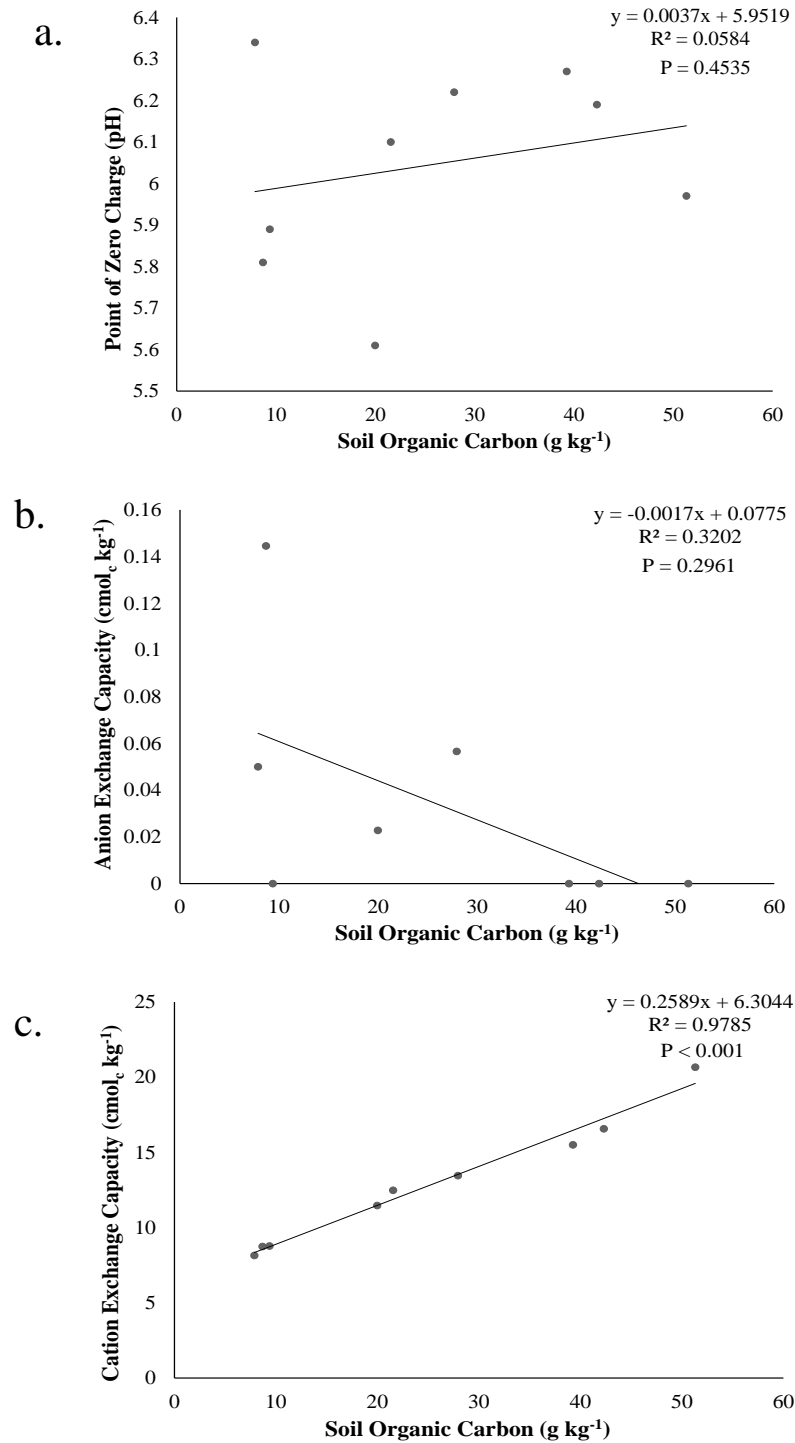 a.
y = 0.0037x + 5.9519
R² = 0.0584
P = 0.4535
Point of Zero Charge (pH)
6.4
6.3
6.2
6.1
6
5.9
5.8
5.7
5.6
5.5
0 10 20 30 40 50 60
Soil Organic Carbon (g kg⁻¹)
b.
y = -0.0017x + 0.0775
R² = 0.3202
P = 0.2961
Anion Exchange Capacity (cmol_c kg⁻¹)
0.16
0.14
0.12
0.1
0.08
0.06
0.04
0.02
0
0 10 20 30 40 50 60
Soil Organic Carbon (g kg⁻¹)
c.
y = 0.2589x + 6.3044
R² = 0.9785
P < 0.001
Cation Exchange Capacity (cmol_c kg⁻¹)
25
20
15
10
5
0
0 10 20 30 40 50 60
Soil Organic Carbon (g kg⁻¹)